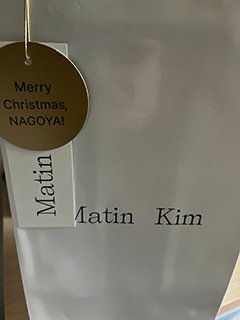 Merry
Christmas,
NAGOYA!
Matin
Matin Kim